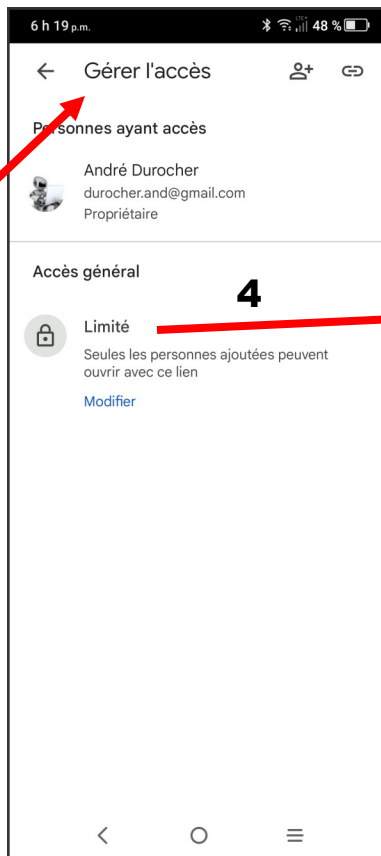 6 h 19 p.m. LTE+ 48 %
Gérer l'accès
Personnes ayant accès
André Durocher
durocher.and@gmail.com
Propriétaire
Accès général
4
Limité
Seules les personnes ajoutées peuvent
ouvrir avec ce lien
Modifier